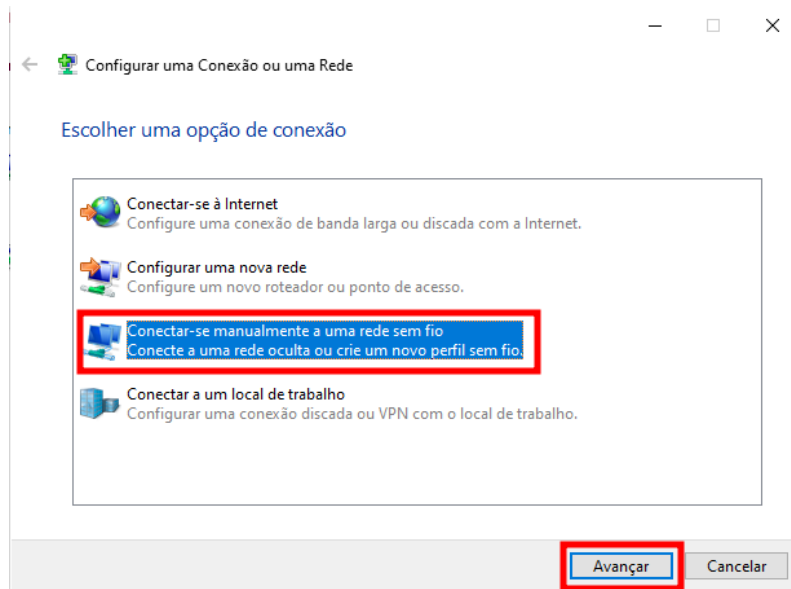 Configurar uma Conexão ou uma Rede
Escolher uma opção de conexão
Conectar-se à Internet
Configure uma conexão de banda larga ou discada com a Internet.
Configurar uma nova rede
Configure um novo roteador ou ponto de acesso.
Conectar-se manualmente a uma rede sem fio
Conecte a uma rede oculta ou crie um novo perfil sem fio.
Conectar a um local de trabalho
Configurar uma conexão discada ou VPN com o local de trabalho.
Avançar
Cancelar